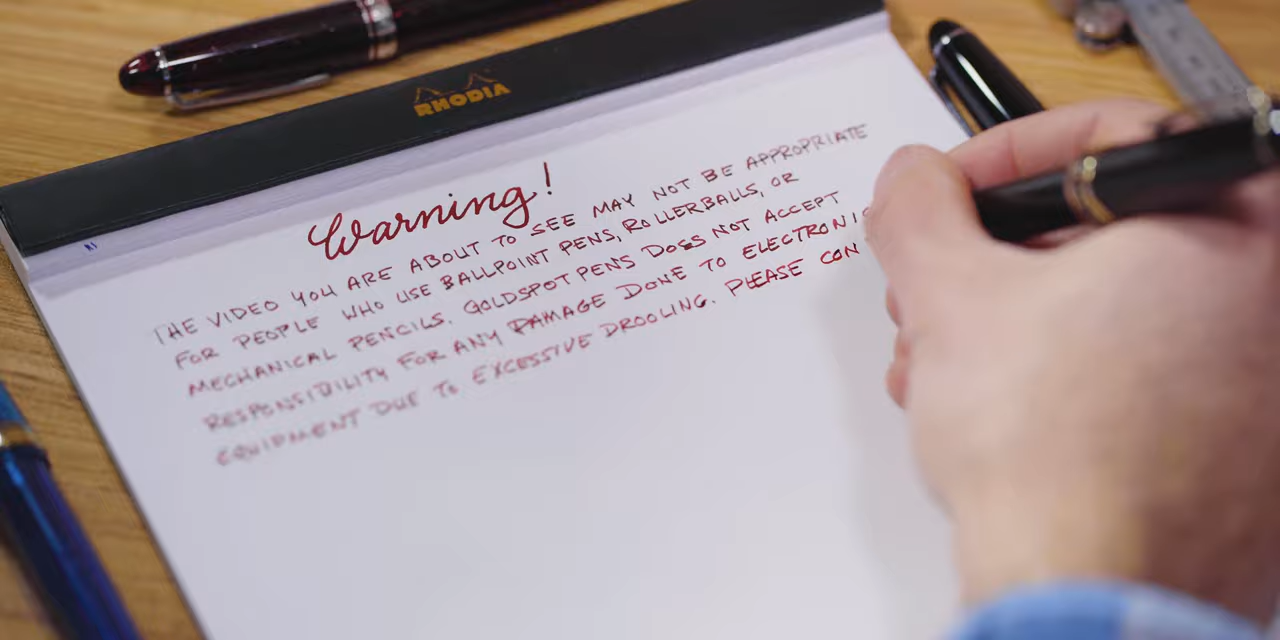 RHODIA
Warning!
THE VIDEO YOU ARE ABOUT TO SEE MAY NOT BE APPROPRIATE
FOR PEOPLE WHO USE BALLPOINT PENS, ROLLERBALLS, OR
MECHANICAL PENCILS. GOLDSPOT PENS DOES NOT ACCEPT
RESPONSIBILITY FOR ANY DAMAGE DONE TO ELECTRONIC
EQUIPMENT DUE TO EXCESSIVE DROOLING. PLEASE CON